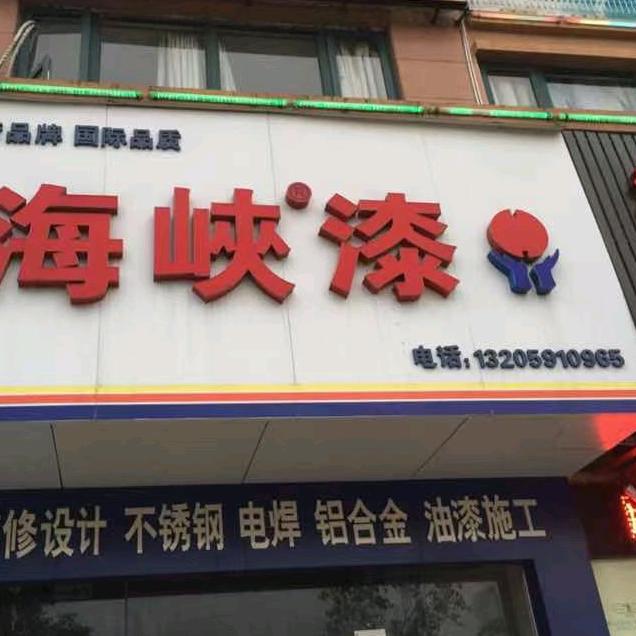 品牌 国际品质
海峡®漆
电话:13205910965
修设计 不锈钢 电焊 铝合金 油漆施工